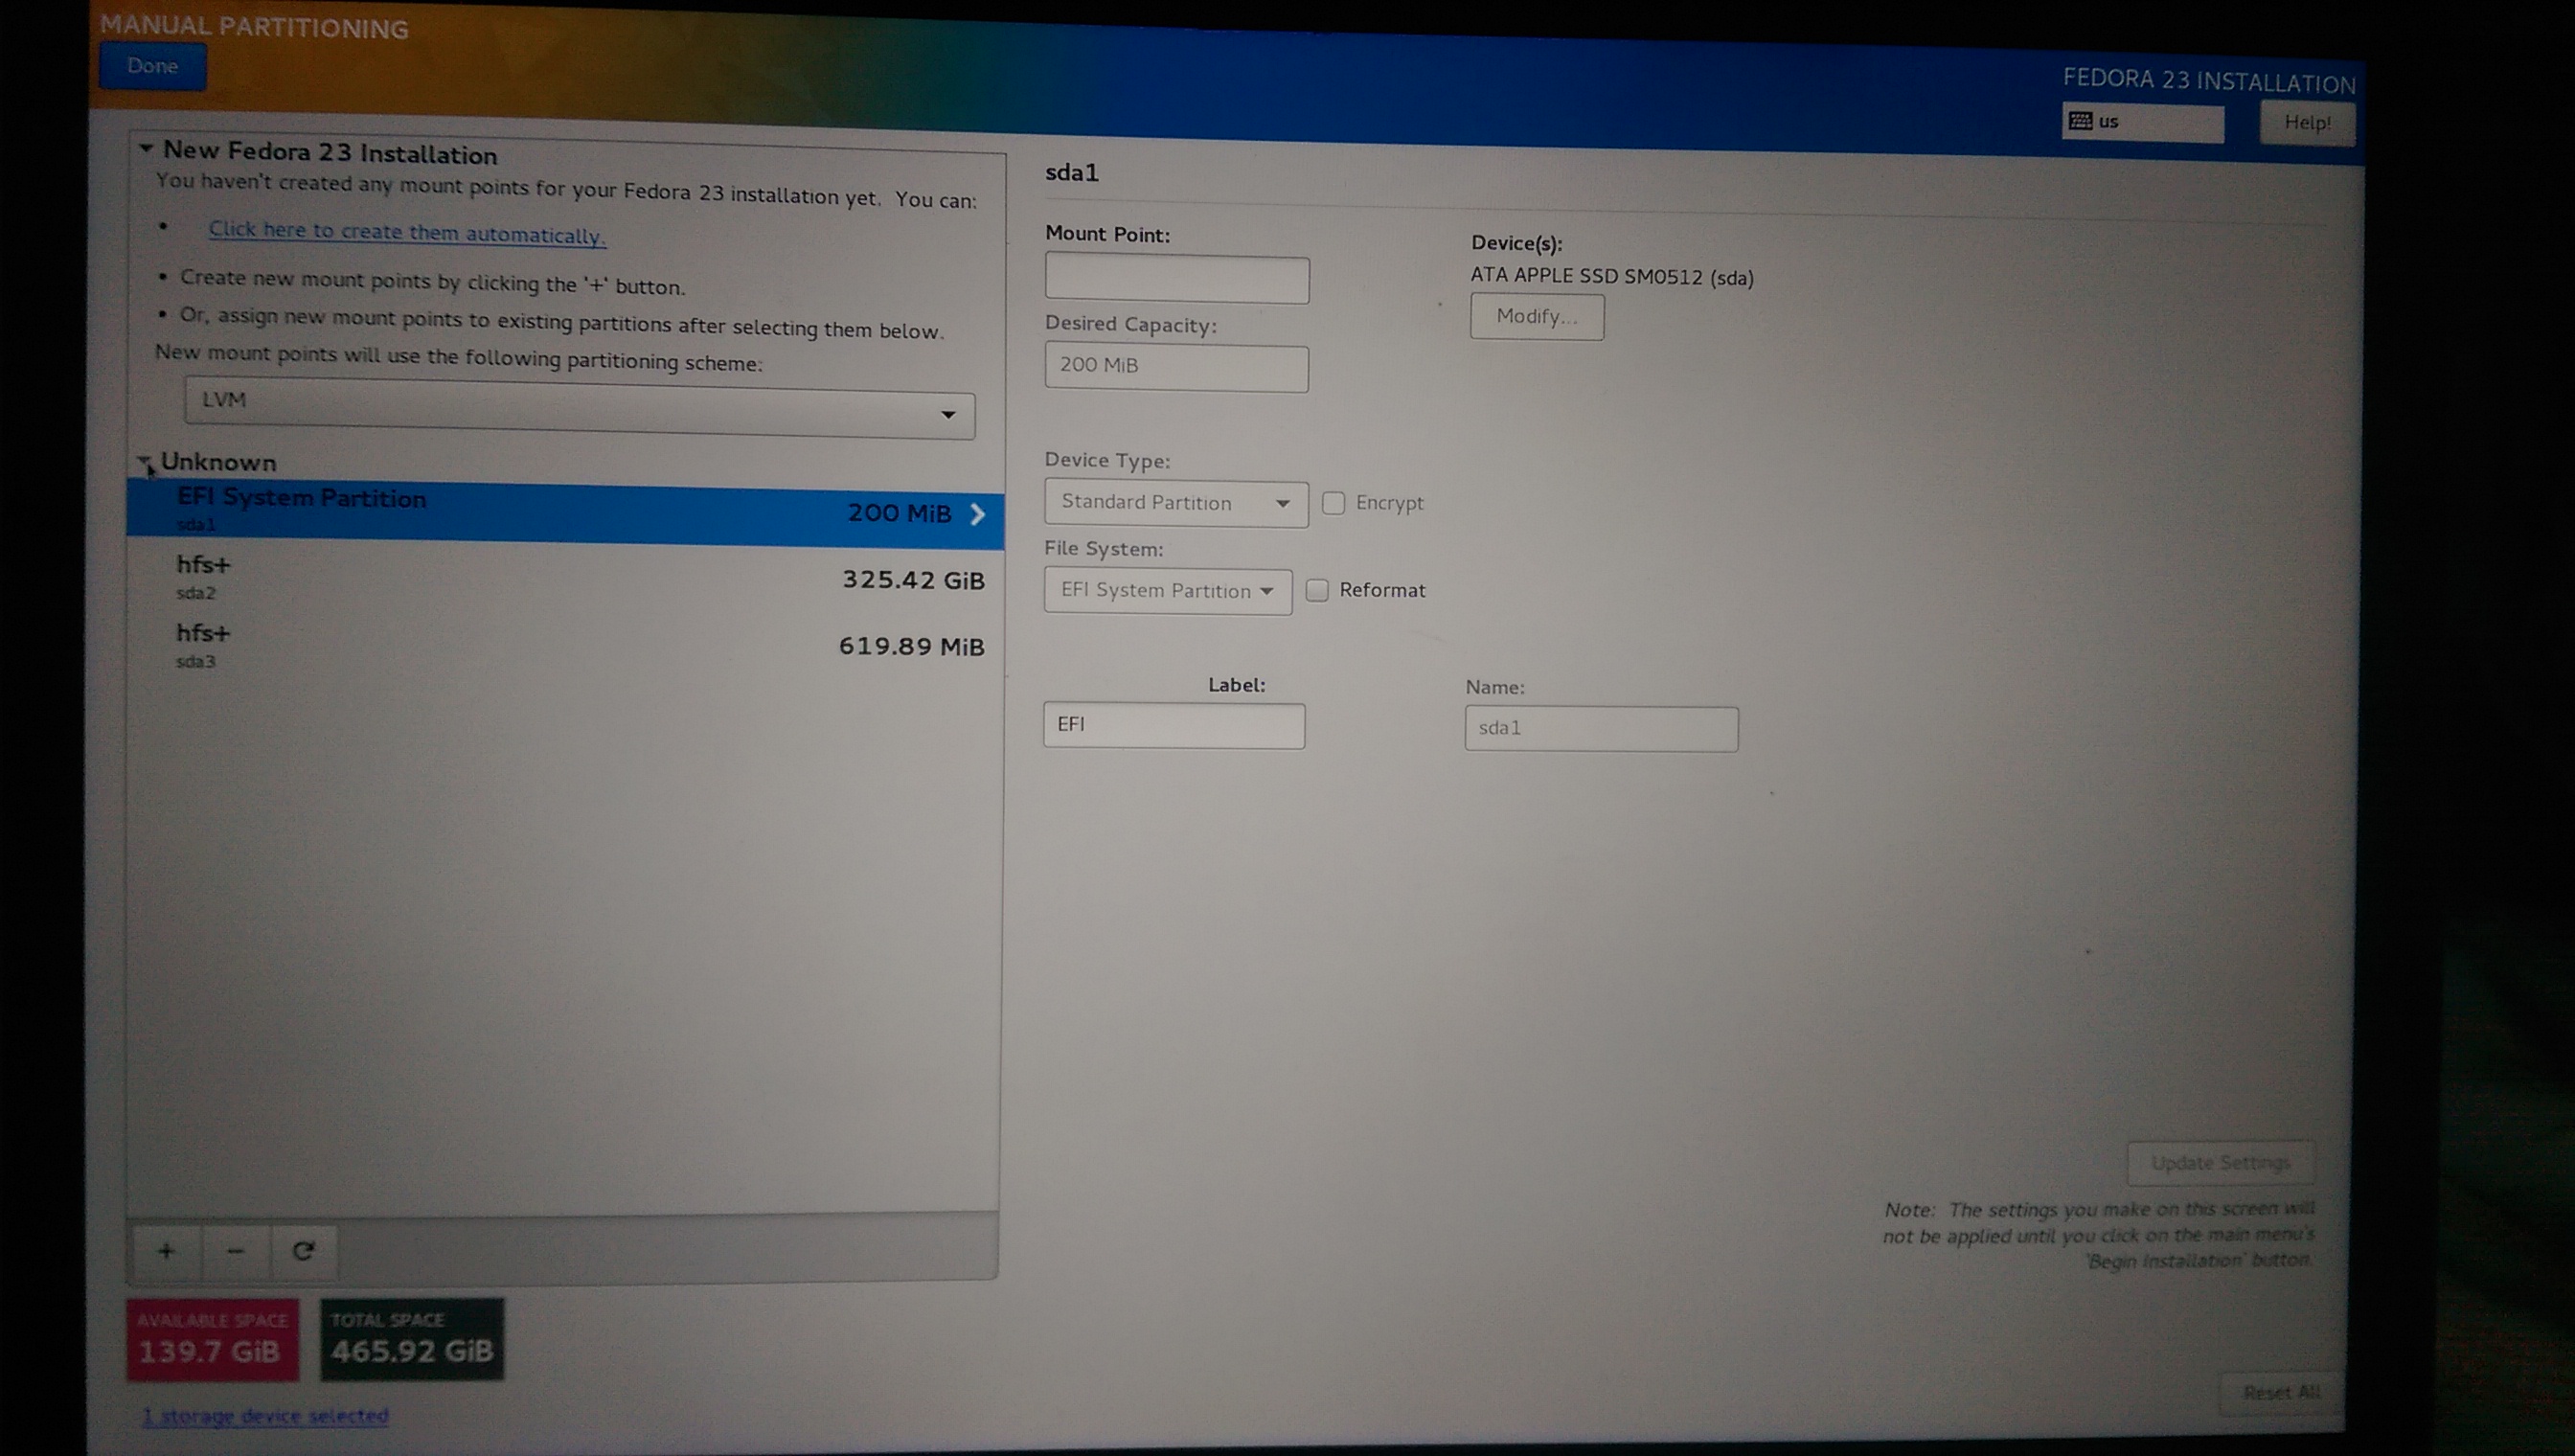 MANUAL PARTITIONING
Done
FEDORA 23 INSTALLATION
us
Help!
New Fedora 23 Installation
You haven't created any mount points for your Fedora 23 installation yet. You can:
• Click here to create them automatically.
• Create new mount points by clicking the '+' button.
• Or, assign new mount points to existing partitions after selecting them below.
New mount points will use the following partitioning scheme:
LVM
Unknown
EFI System Partition
sda1
200 MiB
hfs+
sda2
325.42 GiB
hfs+
sda3
619.89 MiB
+ −
AVAILABLE SPACE
139.7 GiB
TOTAL SPACE
465.92 GiB
1 storage device selected
sda1
Mount Point:
Device(s):
ATA APPLE SSD SM0512 (sda)
Modify...
Desired Capacity:
200 MiB
Device Type:
Standard Partition
Encrypt
File System:
EFI System Partition
Reformat
Label:
EFI
Name:
sda1
Update Settings
Note: The settings you make on this screen will
not be applied until you click on the main menu's
'Begin Installation' button.
Reset All